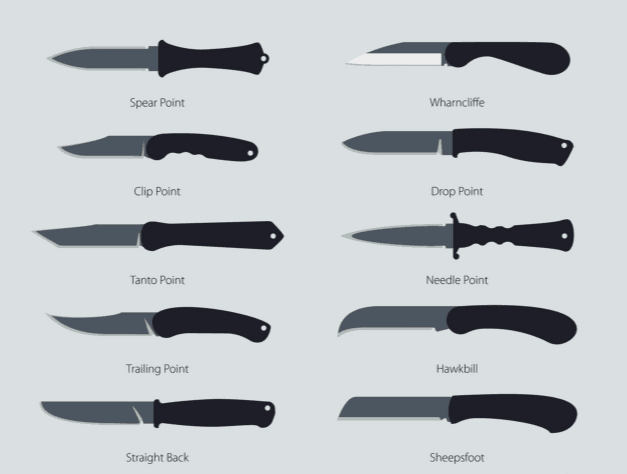 Spear Point
Wharncliffe
Clip Point
Drop Point
Tanto Point
Needle Point
Trailing Point
Hawkbill
Straight Back
Sheepsfoot